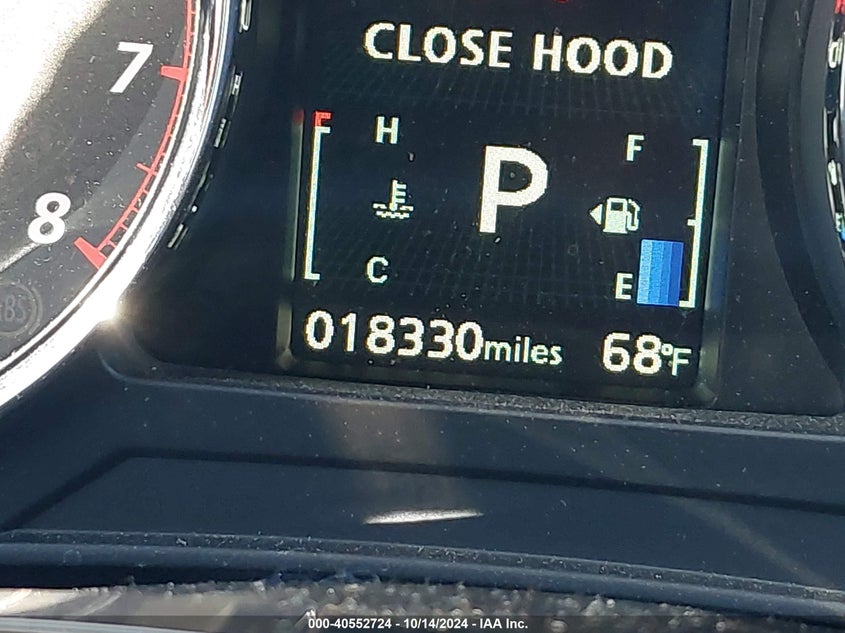 CLOSE HOOD
7
8
H
P
F
C
E
018330miles
68°F
000-40552724 - 10/14/2024 - IAA Inc.